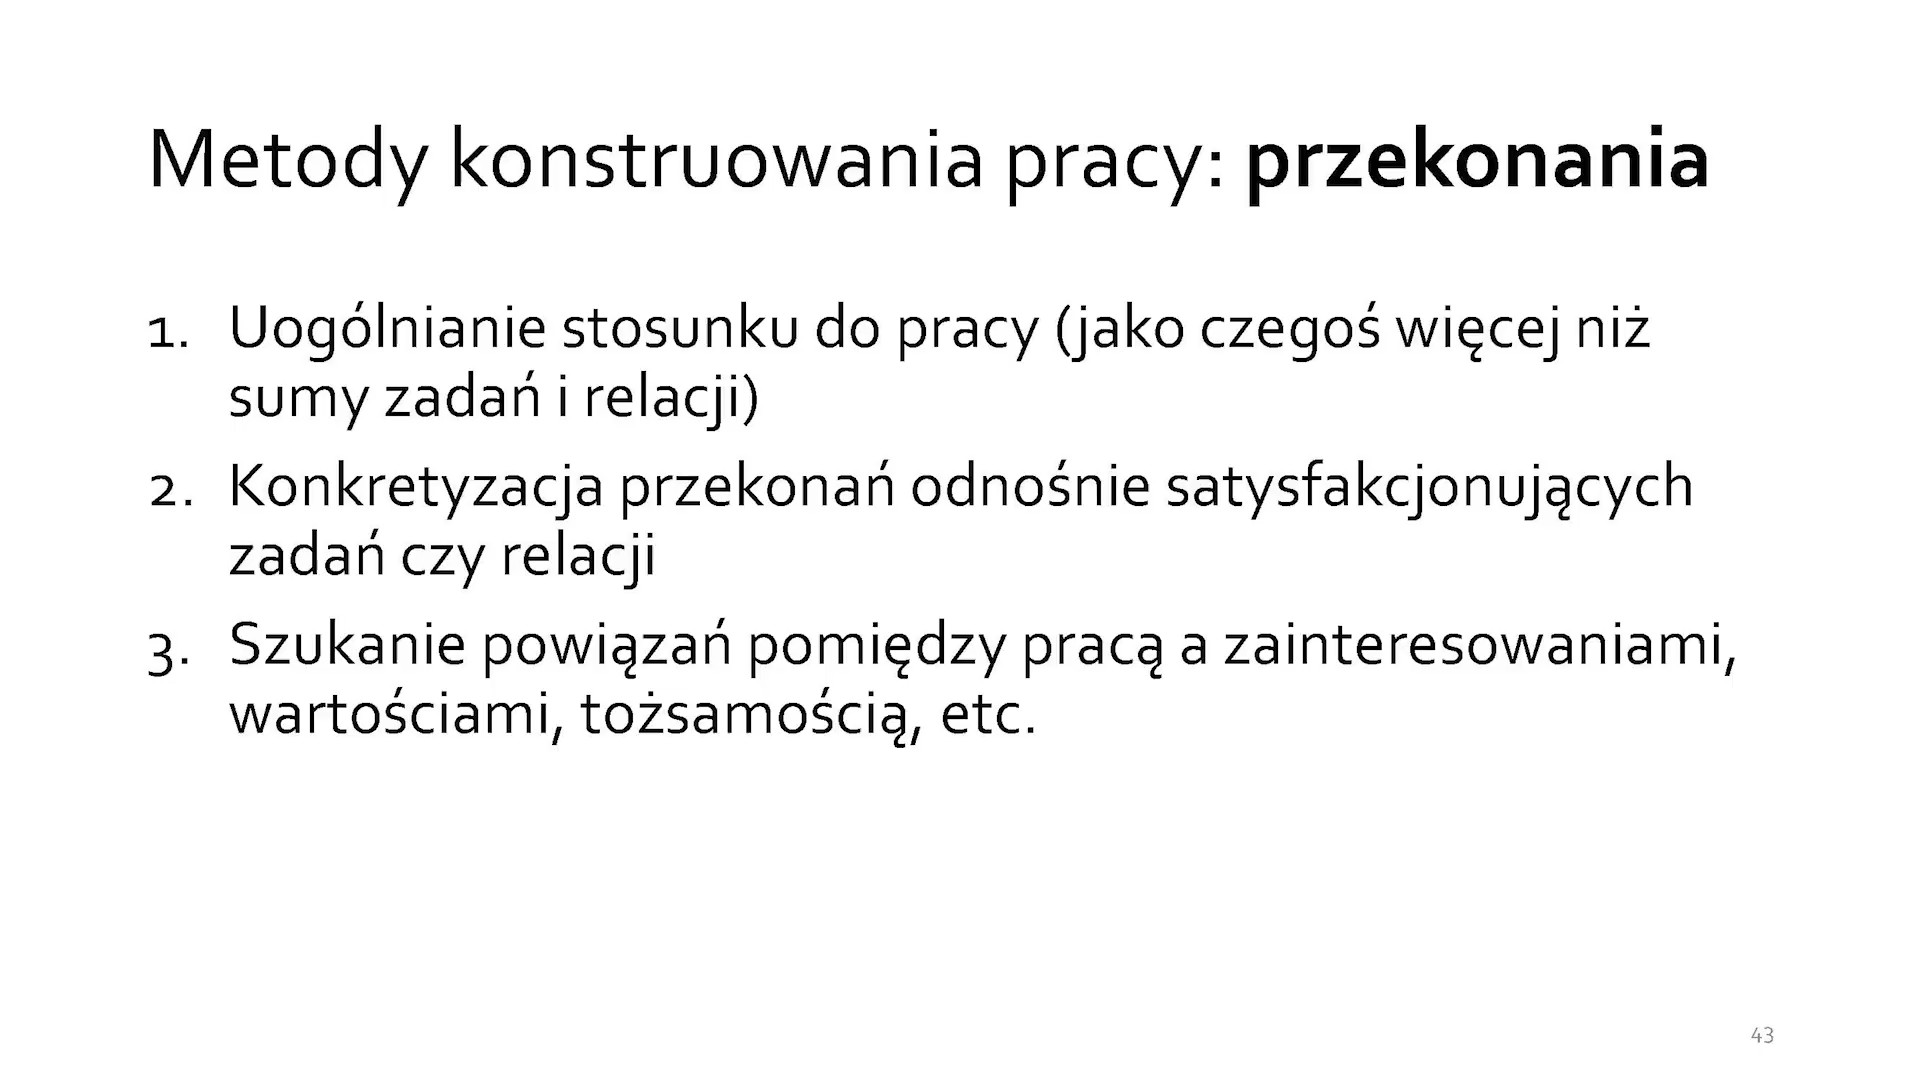 Metody konstruowania pracy: przekonania
1. Uogólnianie stosunku do pracy (jako czegoś więcej niż
sumy zadań i relacji)
2. Konkretyzacja przekonań odnośnie satysfakcjonujących
zadań czy relacji
3. Szukanie powiązań pomiędzy pracą a zainteresowaniami,
wartościami, tożsamością, etc.
43